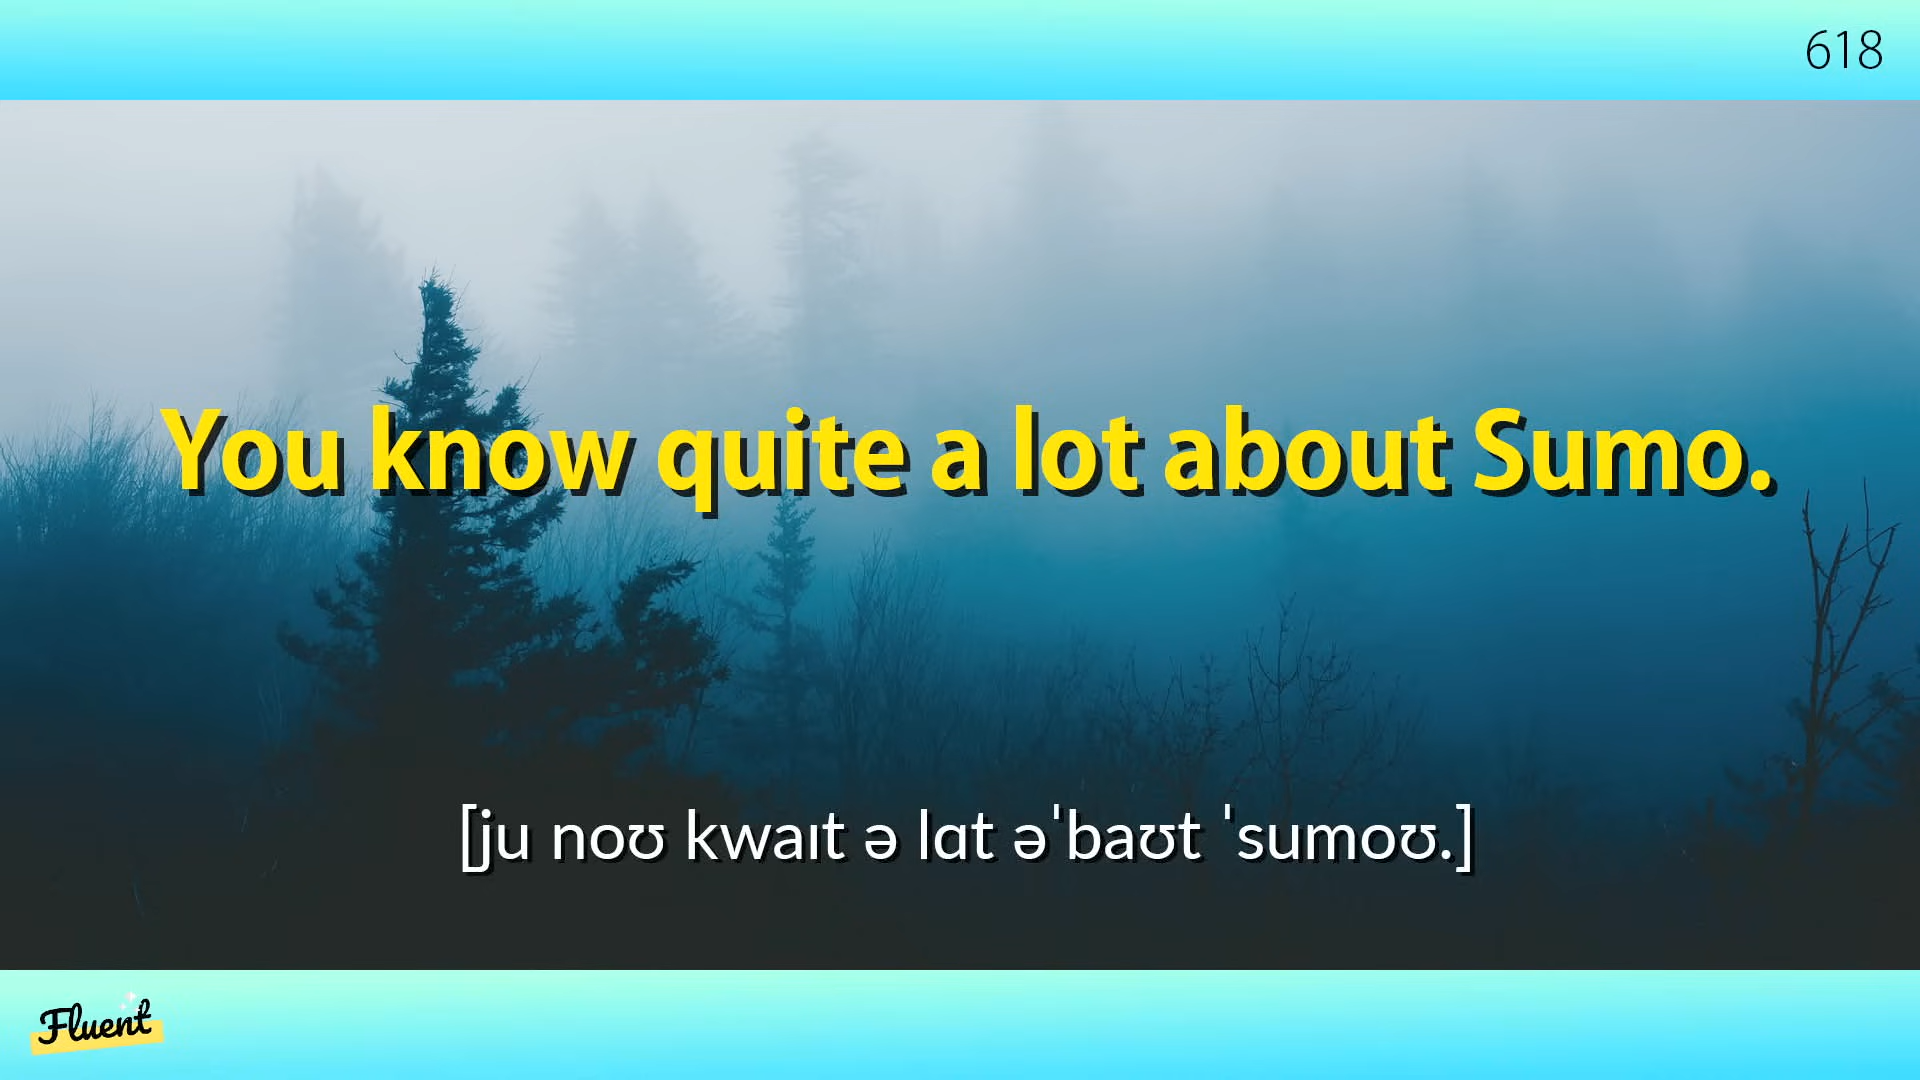 618
You know quite a lot about Sumo.
[ju noʊ kwaɪt ə lɑt əˈbaʊt ˈsumoʊ.]
Fluent